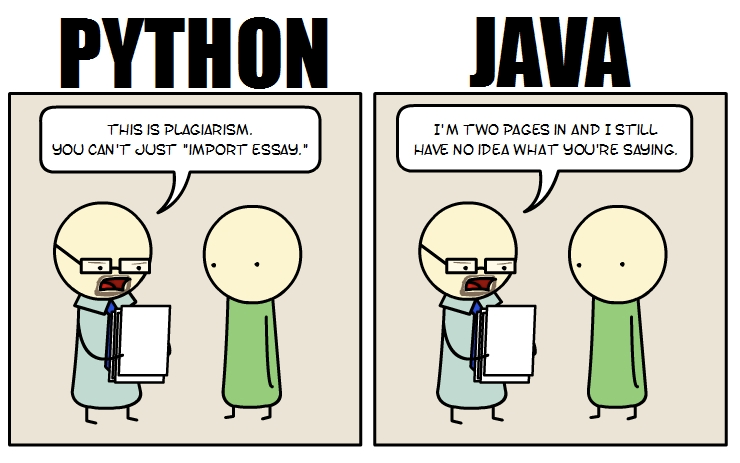 PYTHON
THIS IS PLAGIARISM.
YOU CAN'T JUST "IMPORT ESSAY."
JAVA
I'M TWO PAGES IN AND I STILL
HAVE NO IDEA WHAT YOU'RE SAYING.